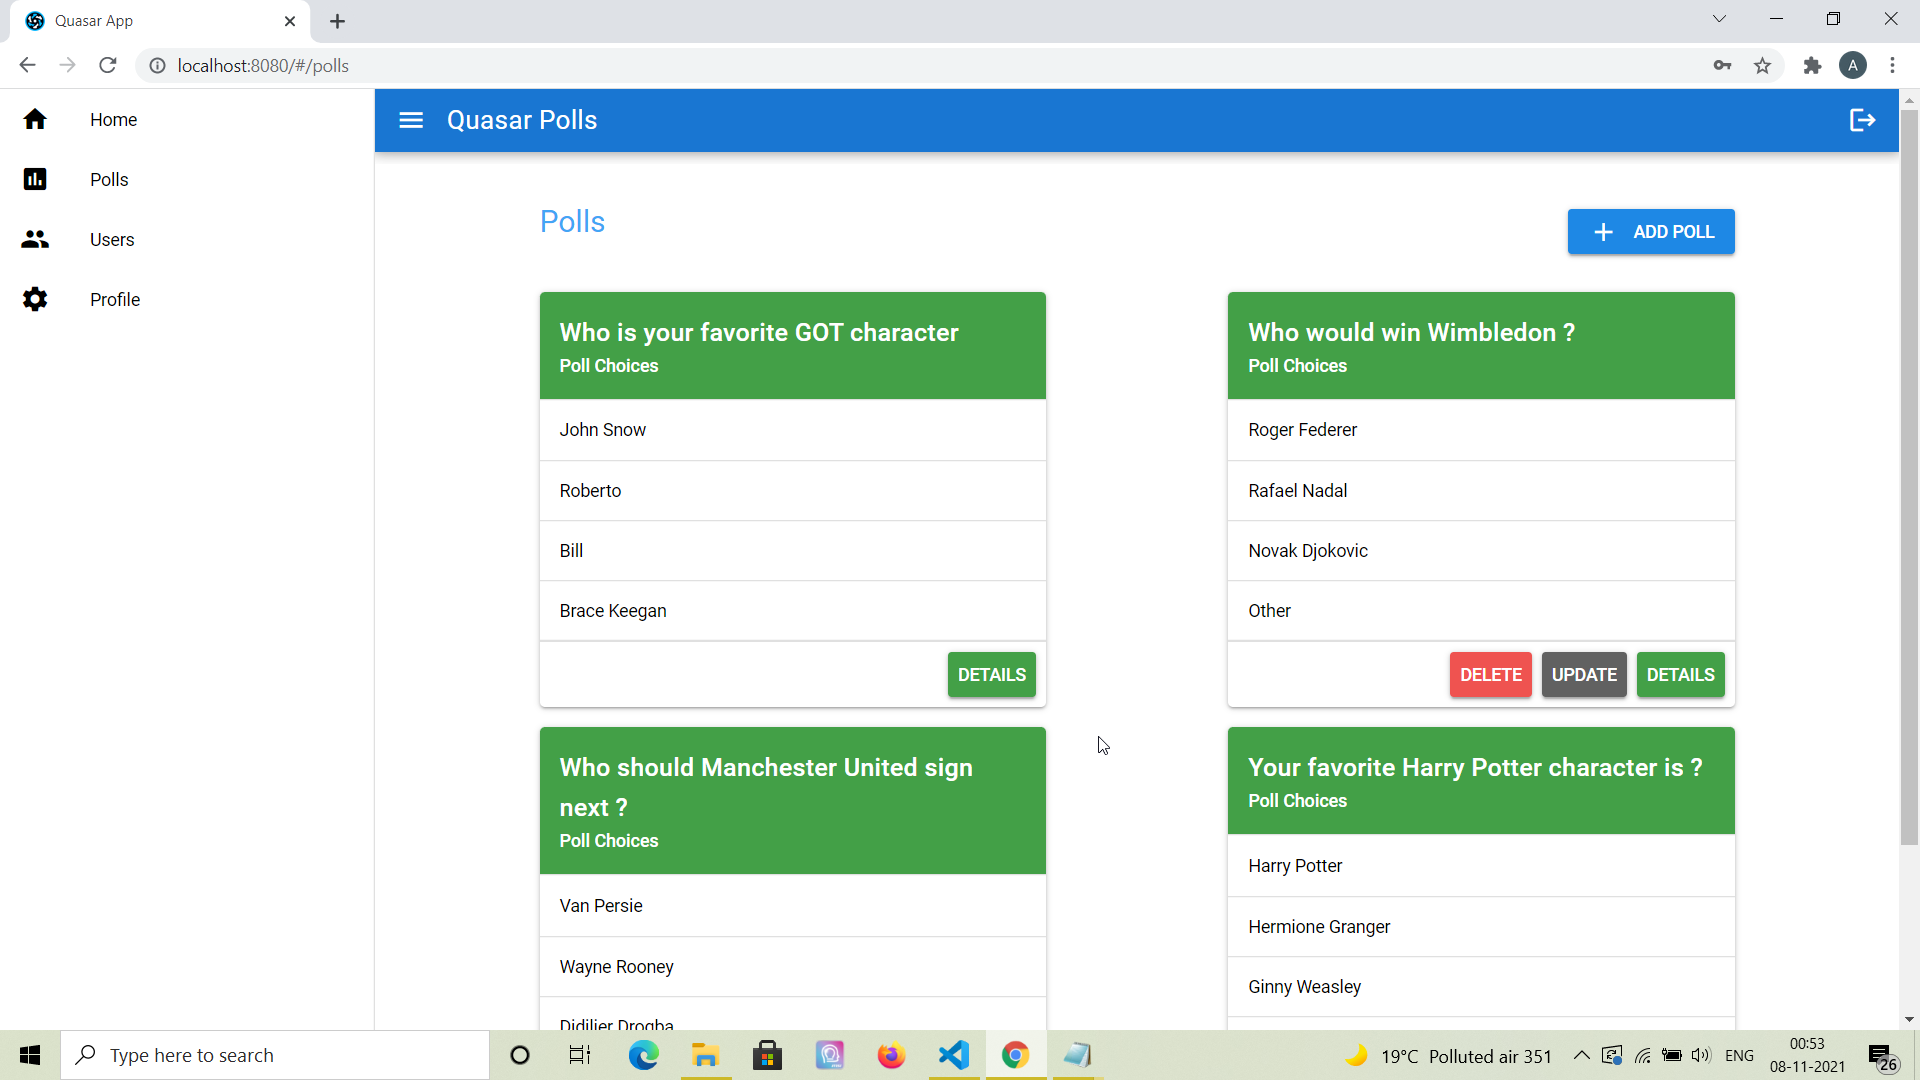 Quasar App
localhost:8080/#/polls
A
Home
Polls
Users
Profile
Quasar Polls
Polls
ADD POLL
Who is your favorite GOT character
Poll Choices
John Snow
Roberto
Bill
Brace Keegan
DETAILS
Who would win Wimbledon ?
Poll Choices
Roger Federer
Rafael Nadal
Novak Djokovic
Other
DELETE UPDATE DETAILS
Who should Manchester United sign
next ?
Poll Choices
Van Persie
Wayne Rooney
Didilier Drogba
Your favorite Harry Potter character is ?
Poll Choices
Harry Potter
Hermione Granger
Ginny Weasley
Type here to search
19°C Polluted air 351
ENG
00:53
08-11-2021
26